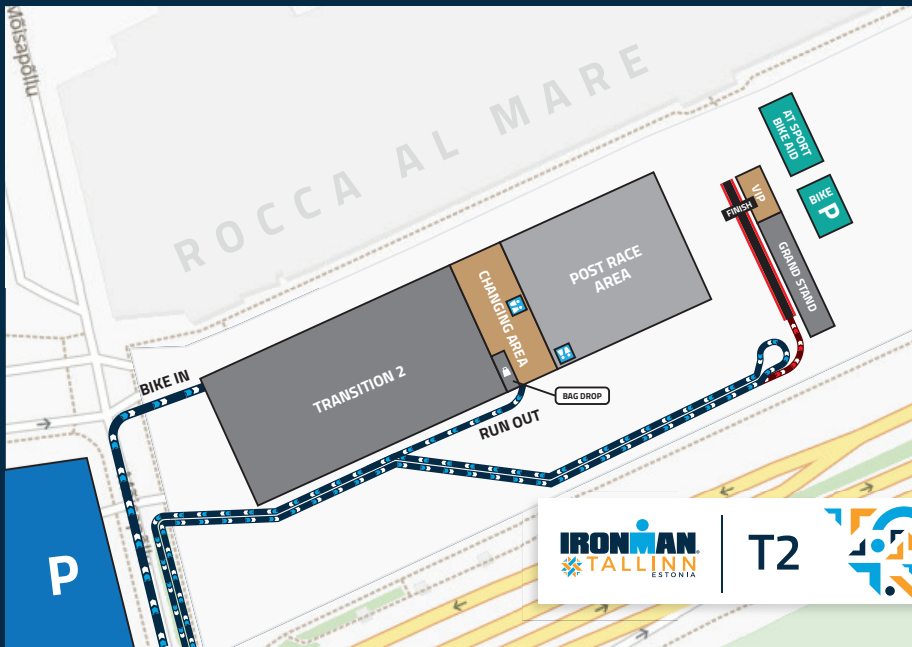 Mõisapõllu
ROCCA AL MARE
AT SPORT
BIKE AID
BIKE
P
VIP
FINISH
GRAND STAND
POST RACE
AREA
CHANGING AREA
TRANSITION 2
BIKE IN
BAG DROP
RUN OUT
P
IRONMAN
TALLINN
ESTONIA
T2